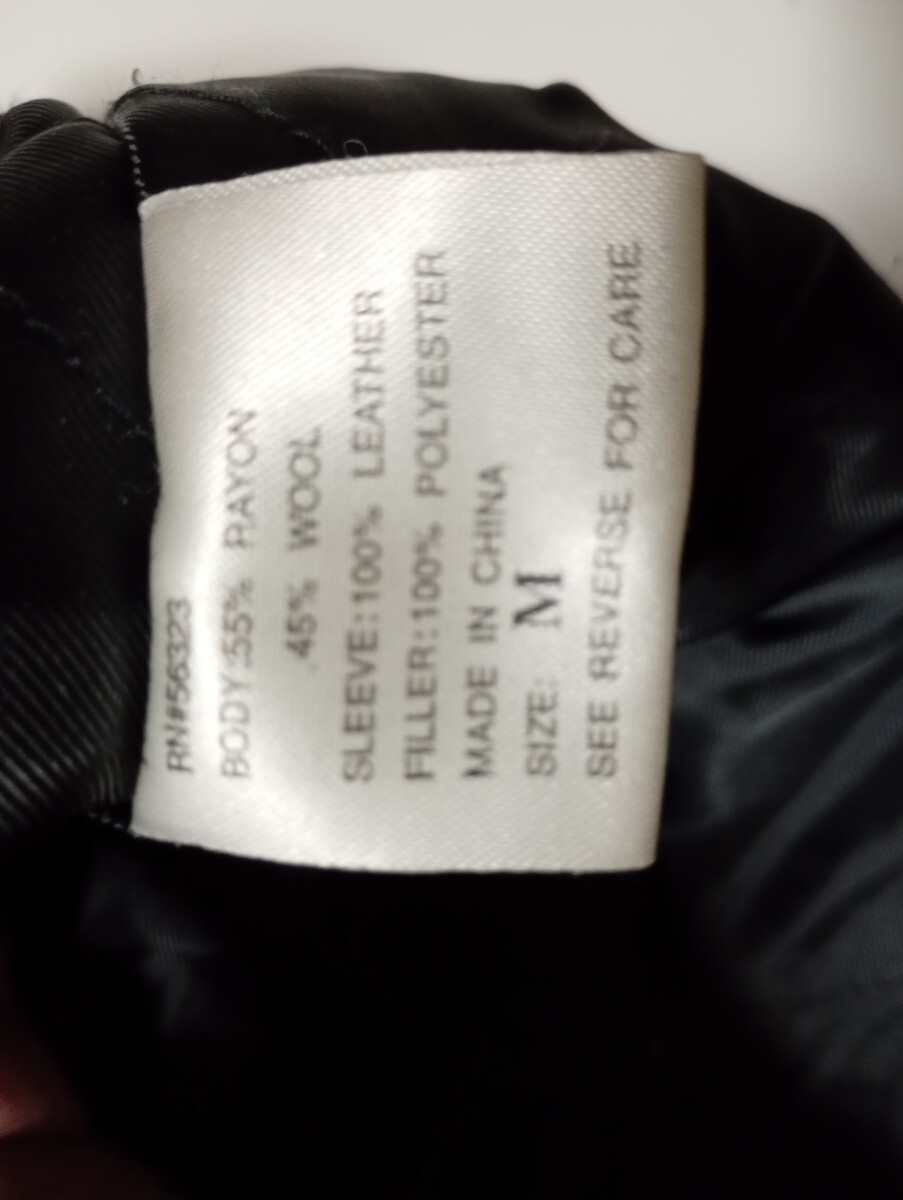 RN#56323
BODY:55% RAYON
45% WOOL
SLEEVE:100% LEATHER
FILLER:100% POLYESTER
MADE IN CHINA
SIZE: M
SEE REVERSE FOR CARE